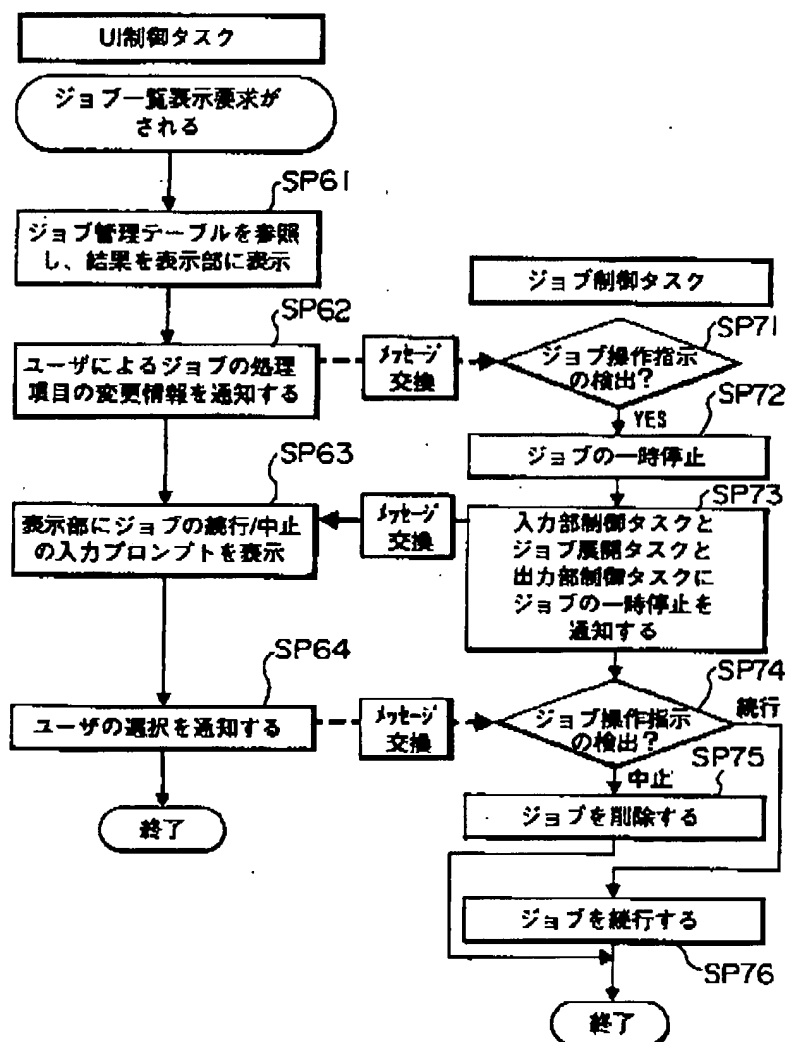 UI制御タスク
ジョブ一覧表示要求が
される
SP61
ジョブ管理テーブルを参照
し、結果を表示部に表示
SP62
ユーザによるジョブの処理
項目の変更情報を通知する
メッセージ
交換
SP63
表示部にジョブの続行/中止
の入力プロンプトを表示
メッセージ
交換
SP64
ユーザの選択を通知する
メッセージ
交換
終了
ジョブ制御タスク
SP71
ジョブ操作指示
の検出?
YES
SP72
ジョブの一時停止
SP73
入力部制御タスクと
ジョブ展開タスクと
出力部制御タスクに
ジョブの一時停止を
通知する
SP74
ジョブ操作指示
の検出?
続行
中止
SP75
ジョブを削除する
ジョブを続行する
SP76
終了